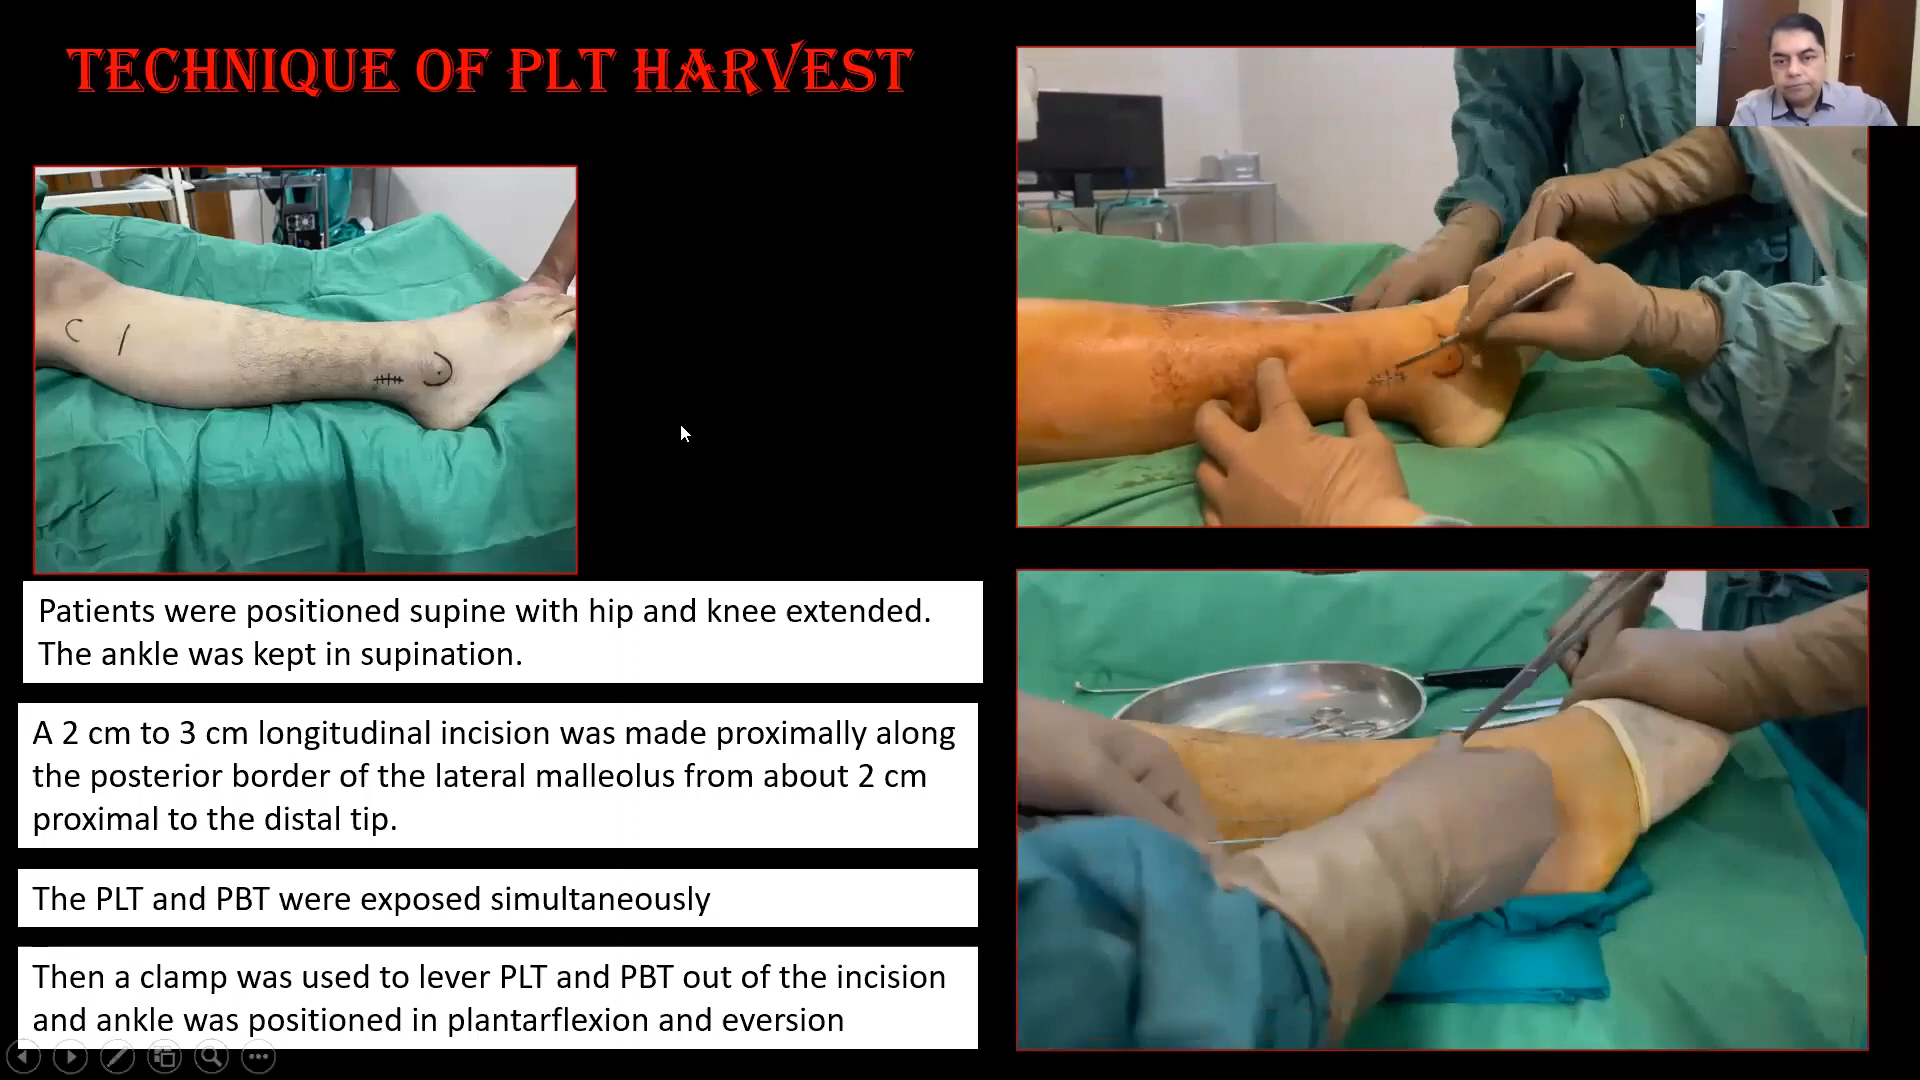 TECHNIQUE OF PLT HARVEST
Patients were positioned supine with hip and knee extended.
The ankle was kept in supination.
A 2 cm to 3 cm longitudinal incision was made proximally along
the posterior border of the lateral malleolus from about 2 cm
proximal to the distal tip.
The PLT and PBT were exposed simultaneously
Then a clamp was used to lever PLT and PBT out of the incision
and ankle was positioned in plantarflexion and eversion